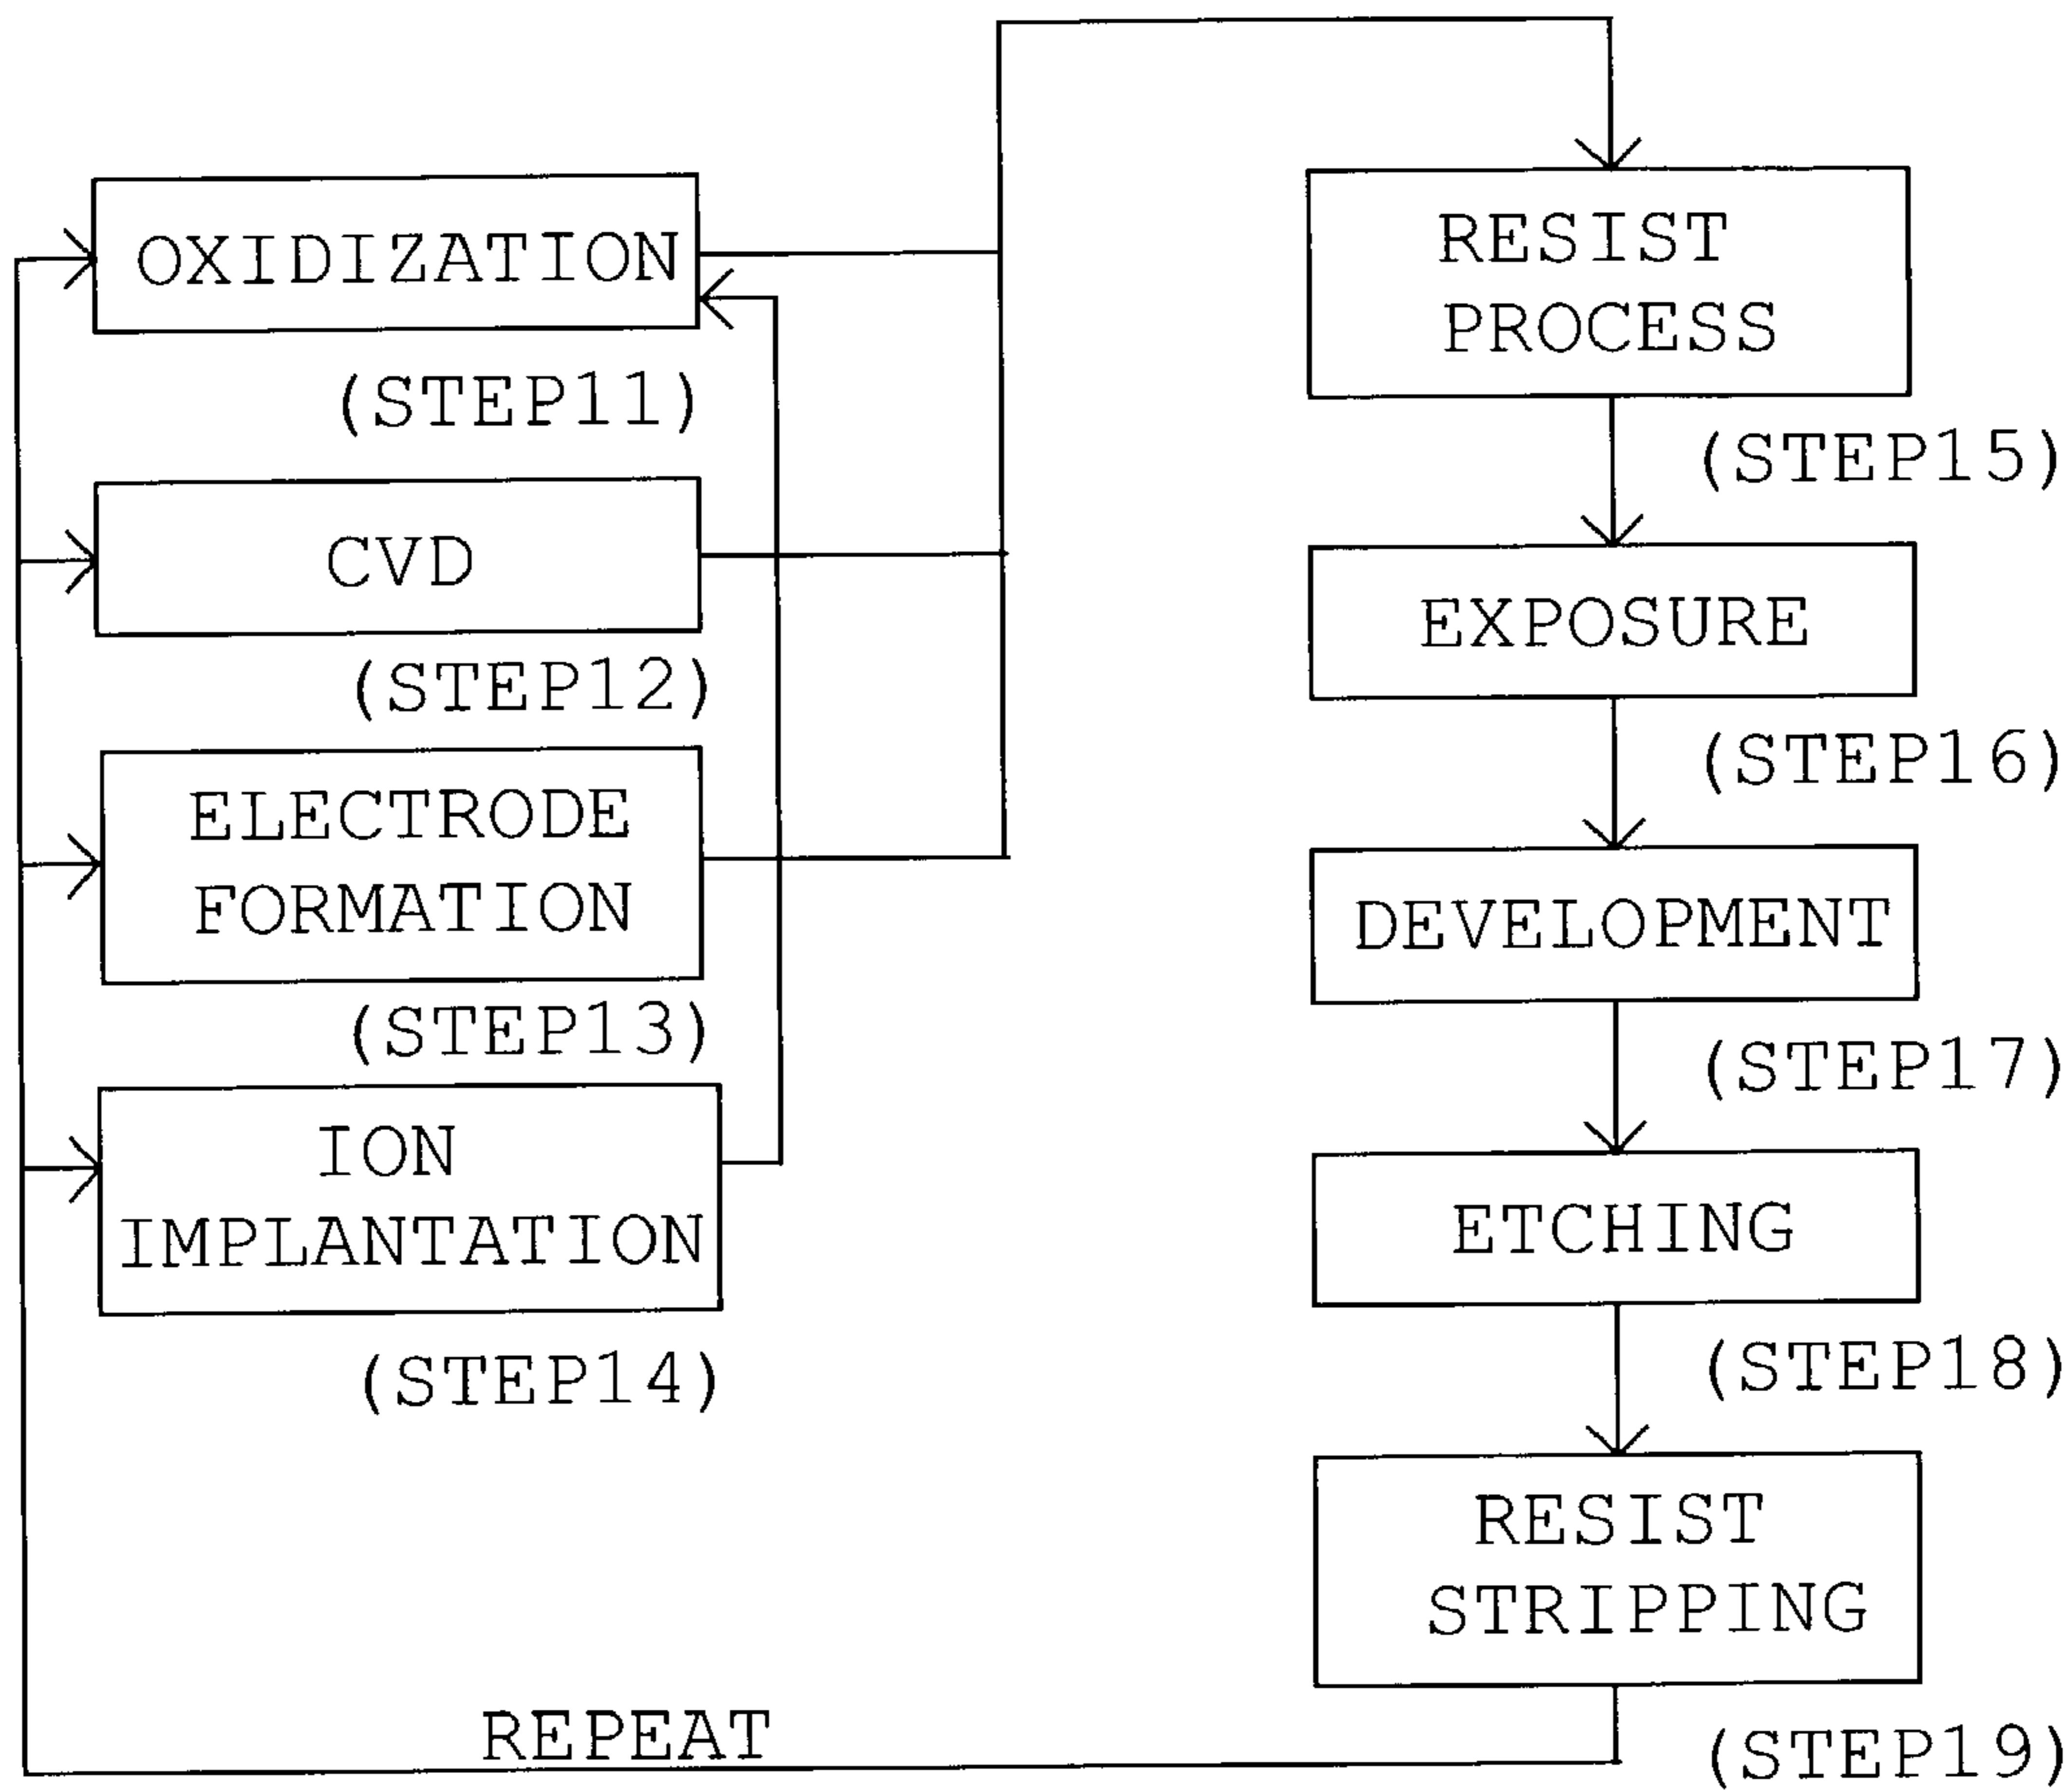 OXIDIZATION
(STEP11)
CVD
(STEP12)
ELECTRODE
FORMATION
(STEP13)
ION
IMPLANTATION
(STEP14)
RESIST
PROCESS
(STEP15)
EXPOSURE
(STEP16)
DEVELOPMENT
(STEP17)
ETCHING
(STEP18)
RESIST
STRIPPING
(STEP19)
REPEAT